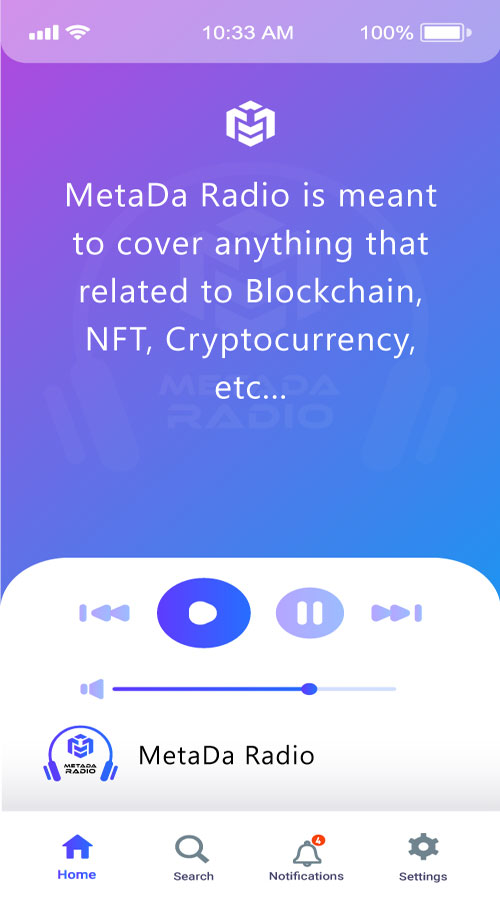 10:33 AM
100%
MetaDa Radio is meant
to cover anything that
related to Blockchain,
NFT, Cryptocurrency,
etc...
METADA
RADIO
METADA
RADIO
MetaDa Radio
4
Home
Search
Notifications
Settings